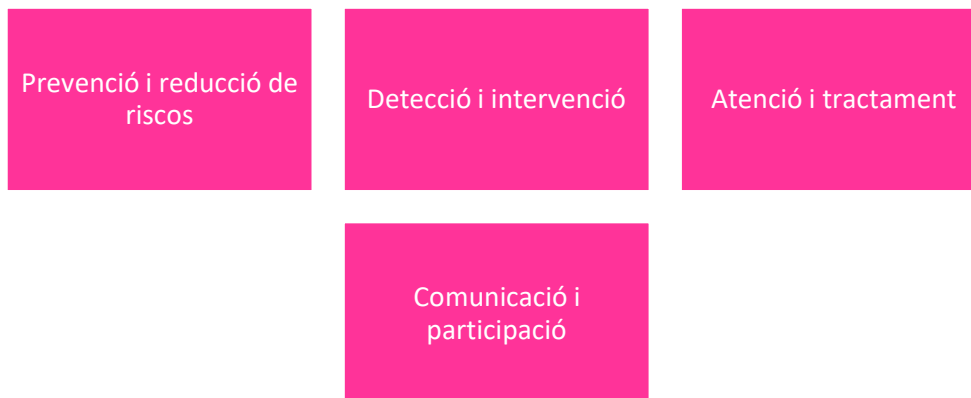 Prevenció i reducció de
riscos
Detecció i intervenció
Atenció i tractament
Comunicació i
participació